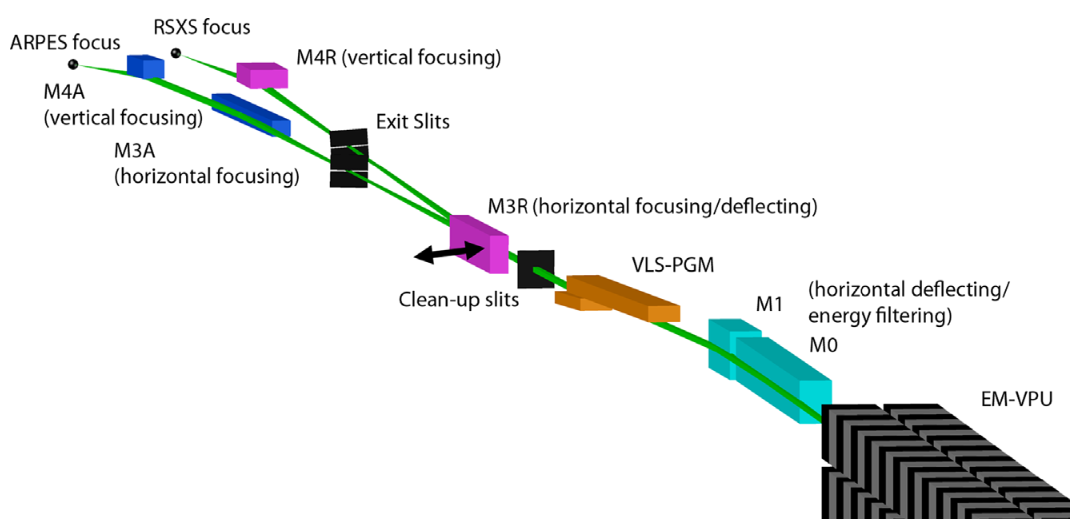 RSXS focus
ARPES focus
M4R (vertical focusing)
M4A
(vertical focusing)
Exit Slits
M3A
(horizontal focusing)
M3R (horizontal focusing/deflecting)
VLS-PGM
Clean-up slits
(horizontal deflecting/
energy filtering)
M1
M0
EM-VPU